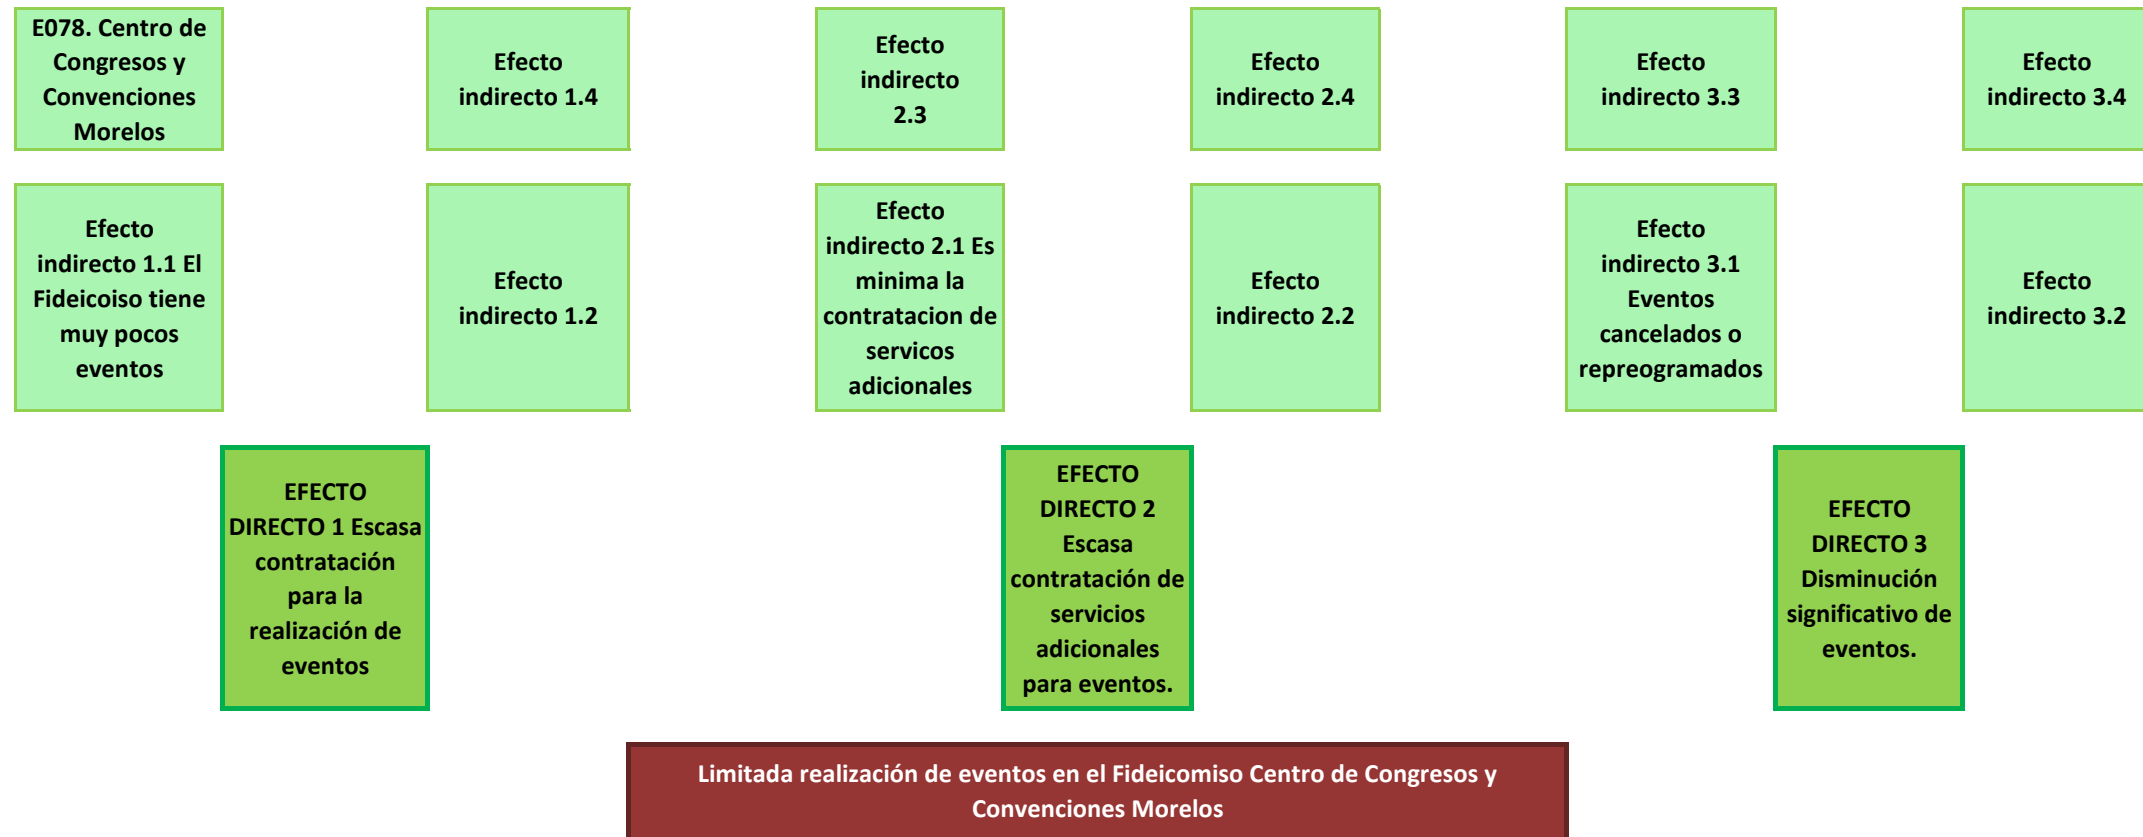 E078. Centro de
Congresos y
Convenciones
Morelos
Efecto
indirecto 1.4
Efecto
indirecto
2.3
Efecto
indirecto 2.4
Efecto
indirecto 3.3
Efecto
indirecto 3.4
Efecto
indirecto 1.1 El
Fideicoiso tiene
muy pocos
eventos
Efecto
indirecto 1.2
Efecto
indirecto 2.1 Es
minima la
contratacion de
servicos
adicionales
Efecto
indirecto 2.2
Efecto
indirecto 3.1
Eventos
cancelados o
repreogramados
Efecto
indirecto 3.2
EFECTO
DIRECTO 1 Escasa
contratación
para la
realización de
eventos
EFECTO
DIRECTO 2
Escasa
contratación de
servicios
adicionales
para eventos.
EFECTO
DIRECTO 3
Disminución
significativo de
eventos.
Limitada realización de eventos en el Fideicomiso Centro de Congresos y
Convenciones Morelos